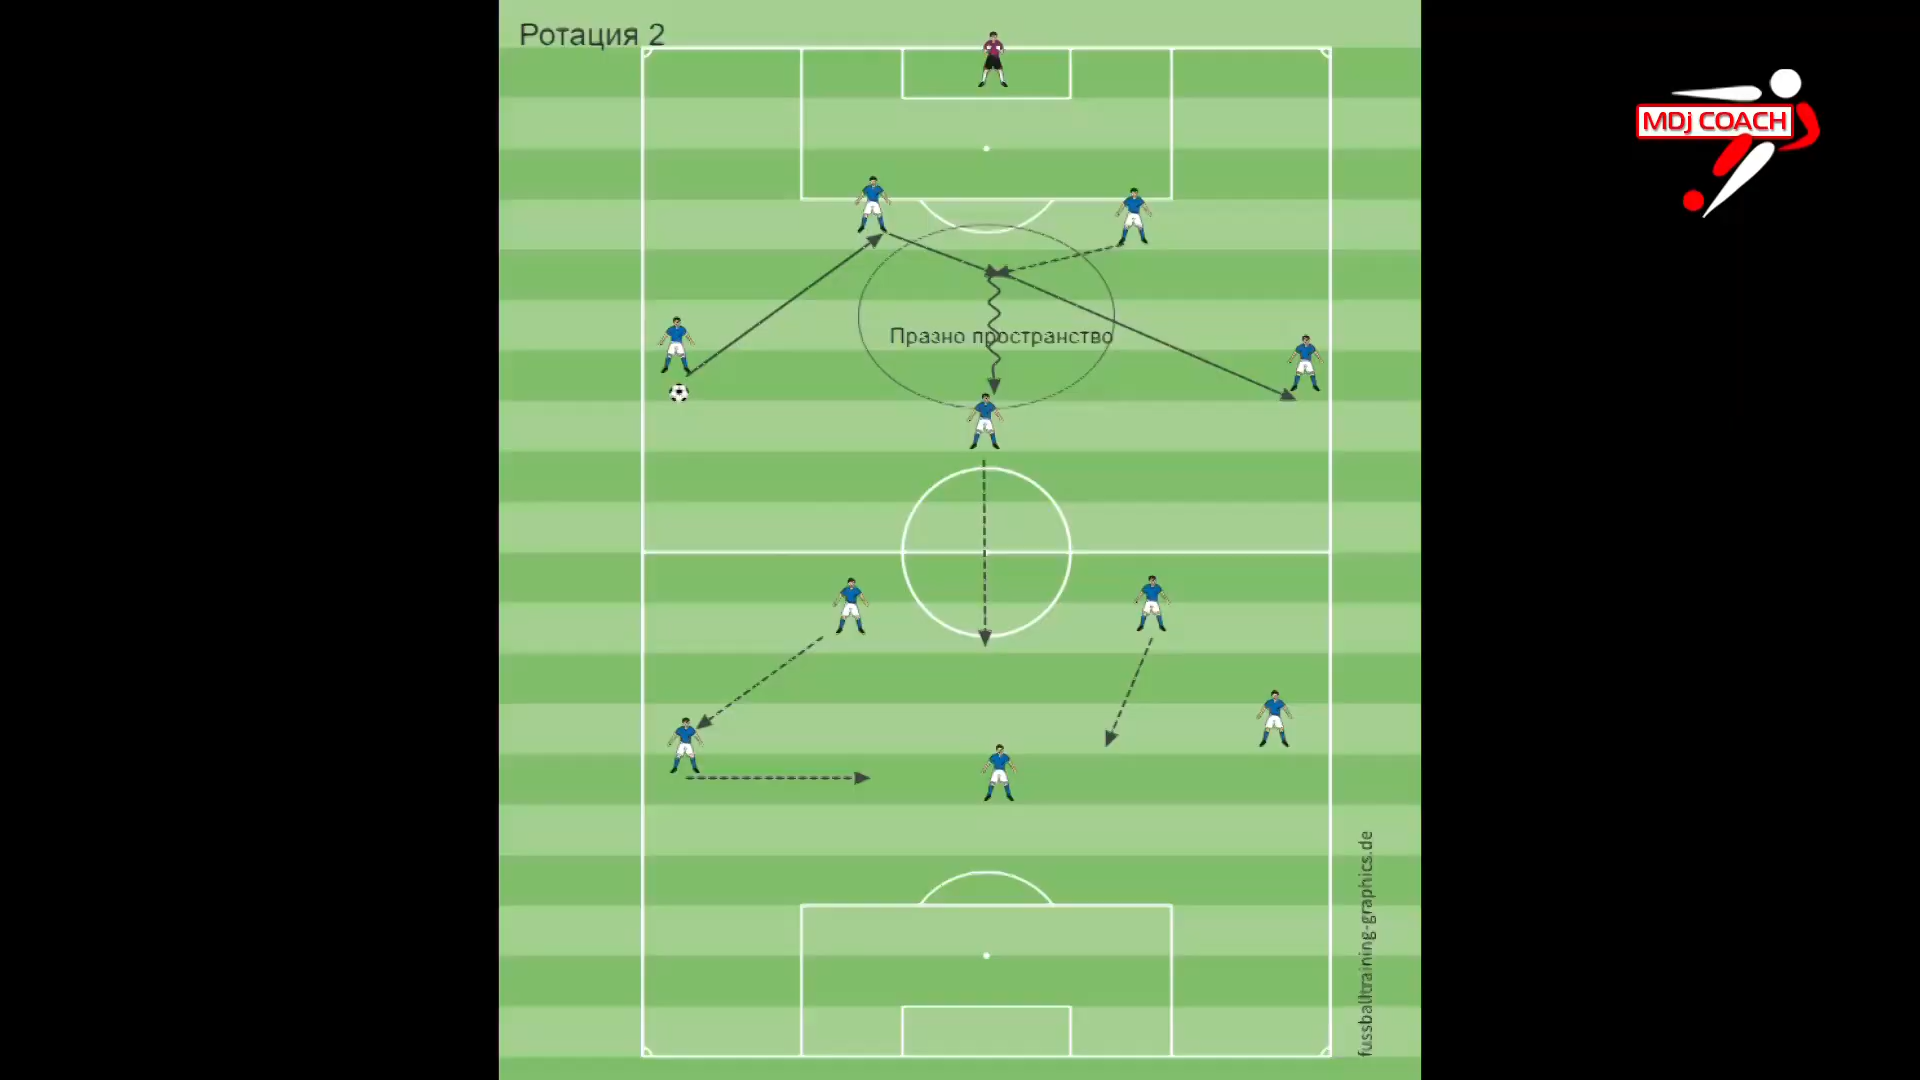 Ротация 2
MDj COACH
Празно пространство
fussballtraining-graphics.de